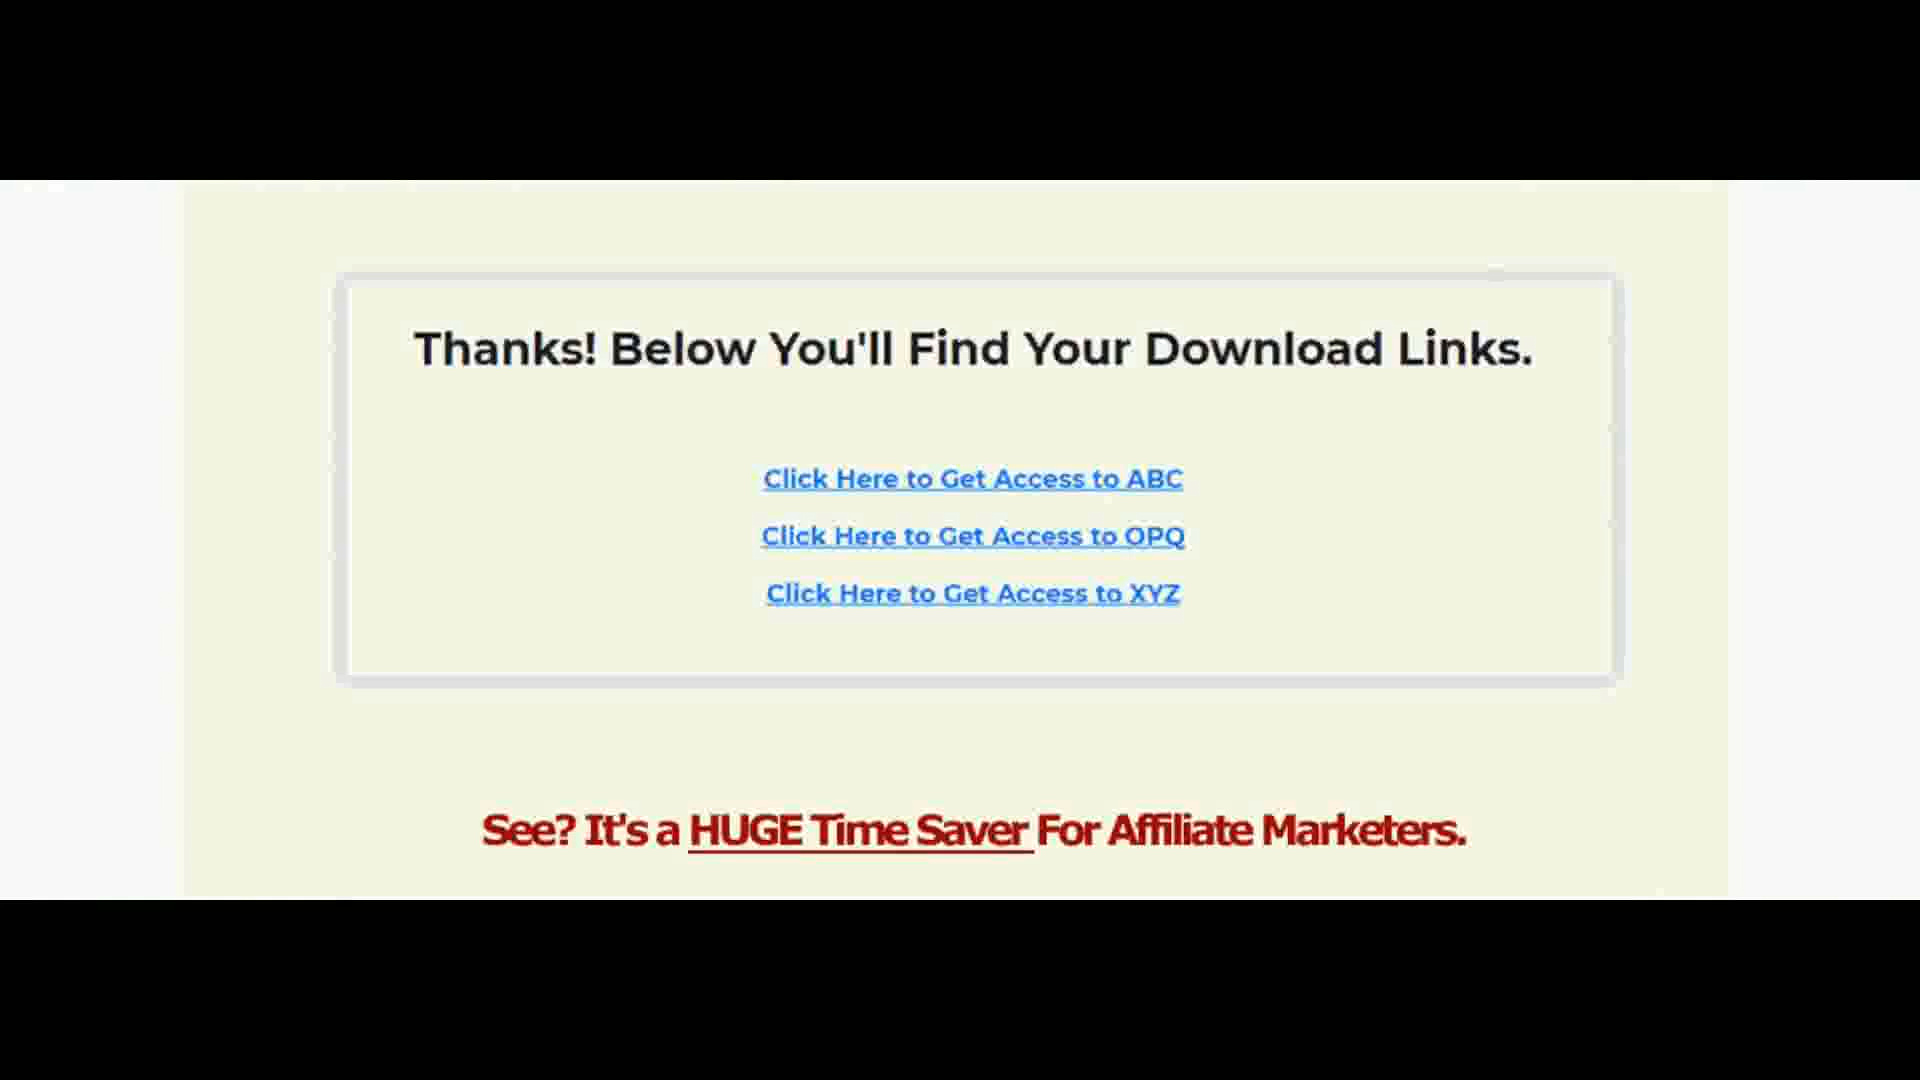 Thanks! Below You'll Find Your Download Links.
Click Here to Get Access to ABC
Click Here to Get Access to OPQ
Click Here to Get Access to XYZ
See? It's a HUGE Time Saver For Affiliate Marketers.